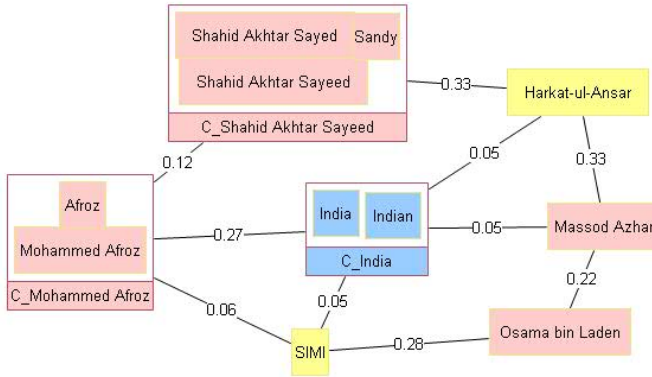 Shahid Akhtar Sayed
Sandy
Shahid Akhtar Sayeed
C_Shahid Akhtar Sayeed
0.33
Harkat-ul-Ansar
0.12
0.05
0.33
Afroz
Mohammed Afroz
C_Mohammed Afroz
0.27
India
Indian
C_India
0.05
Massod Azhar
0.06
0.05
0.22
SIMI
0.28
Osama bin Laden